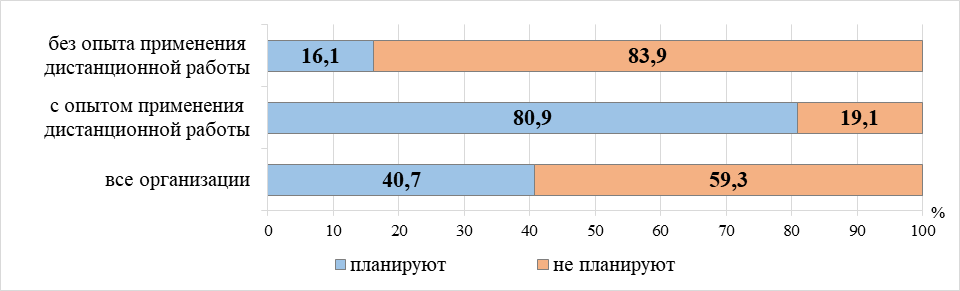 без опыта применения
дистанционной работы
16,1 83,9
с опытом применения
дистанционной работы
80,9 19,1
все организации
40,7 59,3
0 10 20 30 40 50 60 70 80 90 100 %
планируют не планируют